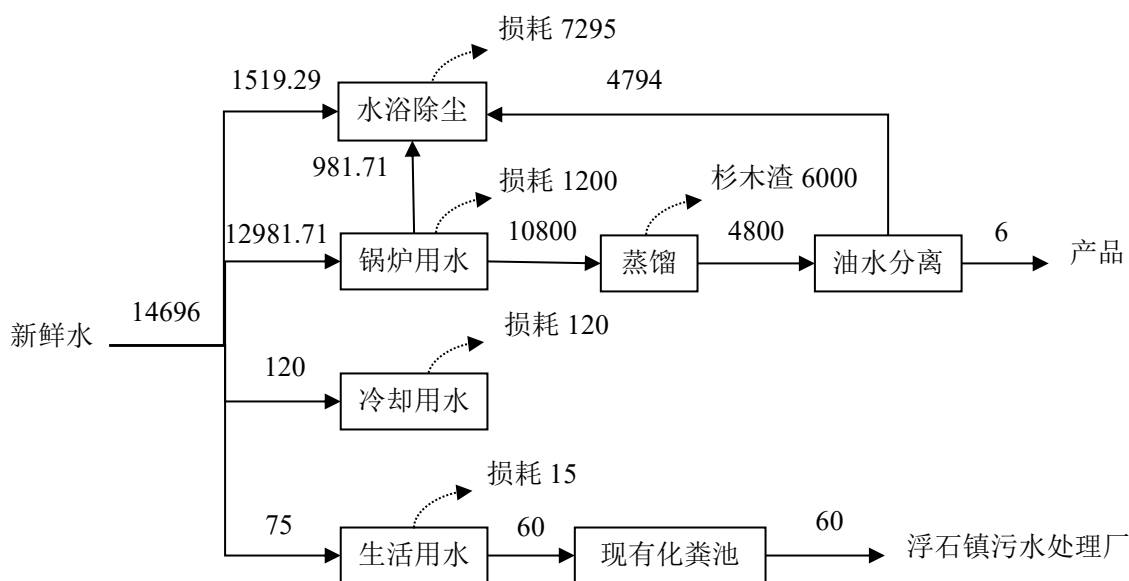 损耗 7295
1519.29
4794
水浴除尘
981.71
损耗 1200
杉木渣 6000
12981.71
锅炉用水
10800
蒸馏
4800
油水分离
6
产品
新鲜水
14696
损耗 120
120
冷却用水
损耗 15
75
生活用水
60
现有化粪池
60
浮石镇污水处理厂